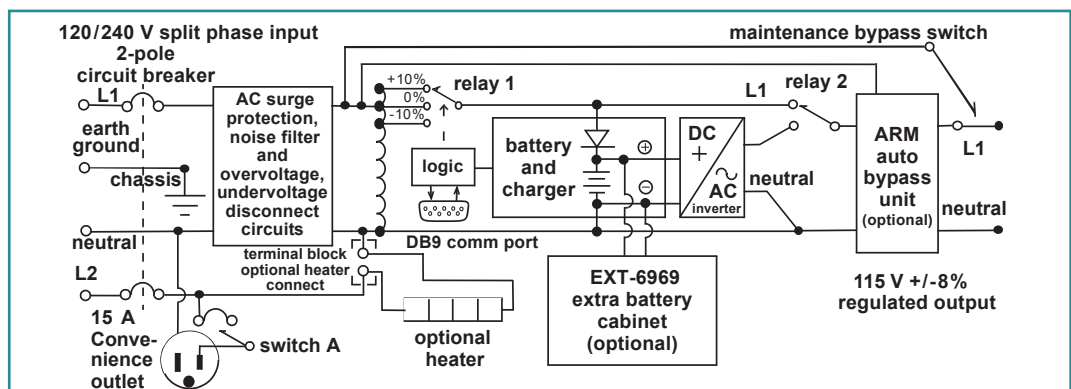 120/240 V split phase input
2-pole
circuit breaker
L1
earth
ground
chassis
neutral
L2
15 A
Conve-
nience
outlet
switch A
AC surge
protection,
noise filter
and
overvoltage,
undervoltage
disconnect
circuits
+10%
0%
-10%
relay 1
logic
DB9 comm port
terminal block
optional heater
connect
optional
heater
battery
and
charger
+
−
EXT-6969
extra battery
cabinet
(optional)
DC
+
AC
inverter
neutral
L1
relay 2
maintenance bypass switch
ARM
auto
bypass
unit
(optional)
L1
neutral
115 V +/-8%
regulated output